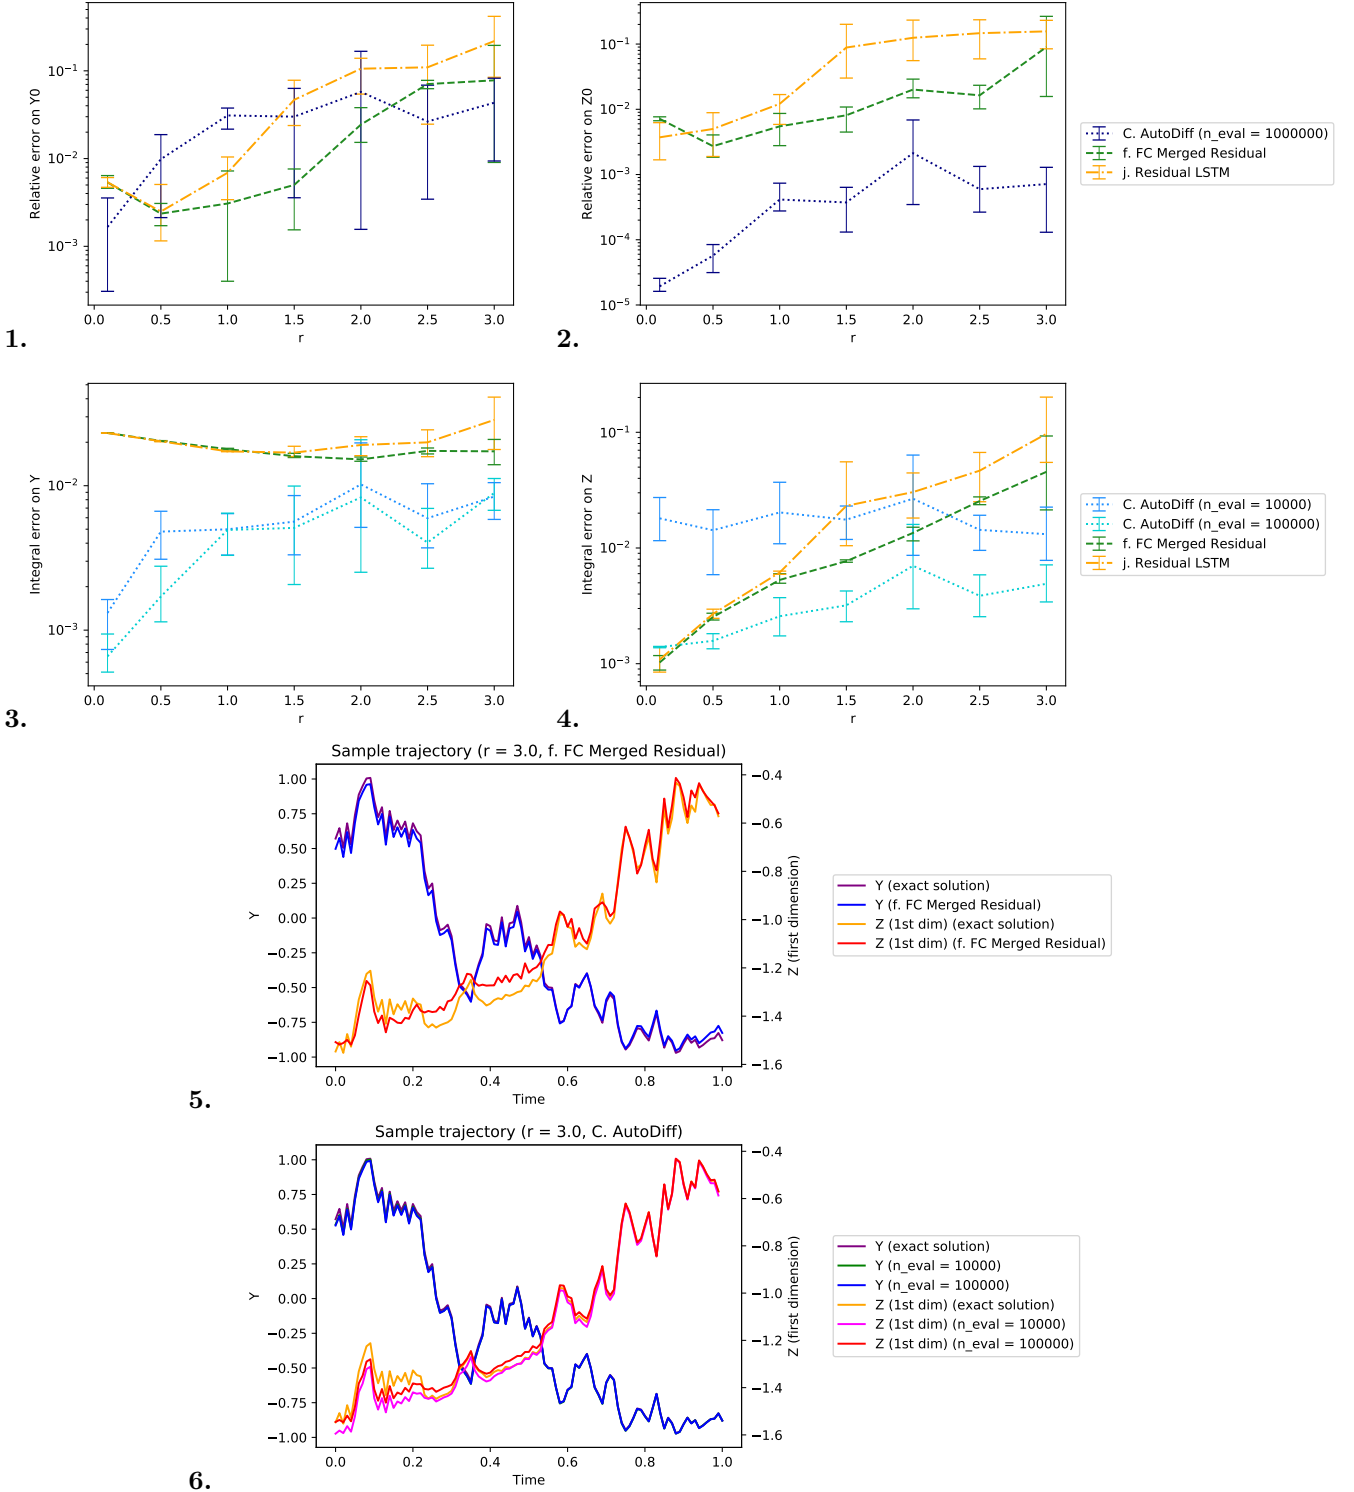 10⁻¹
10⁻²
10⁻³
Relative error on Y0
0.0 0.5 1.0 1.5 2.0 2.5 3.0
r
1.
10⁻¹
10⁻²
10⁻³
10⁻⁴
10⁻⁵
Relative error on Z0
0.0 0.5 1.0 1.5 2.0 2.5 3.0
r
2.
C. AutoDiff (n_eval = 1000000)
f. FC Merged Residual
j. Residual LSTM
10⁻²
10⁻³
Integral error on Y
0.0 0.5 1.0 1.5 2.0 2.5 3.0
r
3.
10⁻¹
10⁻²
10⁻³
Integral error on Z
0.0 0.5 1.0 1.5 2.0 2.5 3.0
r
4.
C. AutoDiff (n_eval = 10000)
C. AutoDiff (n_eval = 100000)
f. FC Merged Residual
j. Residual LSTM
Sample trajectory (r = 3.0, f. FC Merged Residual)
1.00
0.75
0.50
0.25
0.00
−0.25
−0.50
−0.75
−1.00
Y
−0.4
−0.6
−0.8
−1.0
−1.2
−1.4
−1.6
Z (first dimension)
0.0 0.2 0.4 0.6 0.8 1.0
Time
5.
Y (exact solution)
Y (f. FC Merged Residual)
Z (1st dim) (exact solution)
Z (1st dim) (f. FC Merged Residual)
Sample trajectory (r = 3.0, C. AutoDiff)
1.00
0.75
0.50
0.25
0.00
−0.25
−0.50
−0.75
−1.00
Y
−0.4
−0.6
−0.8
−1.0
−1.2
−1.4
−1.6
Z (first dimension)
0.0 0.2 0.4 0.6 0.8 1.0
Time
6.
Y (exact solution)
Y (n_eval = 10000)
Y (n_eval = 100000)
Z (1st dim) (exact solution)
Z (1st dim) (n_eval = 10000)
Z (1st dim) (n_eval = 100000)